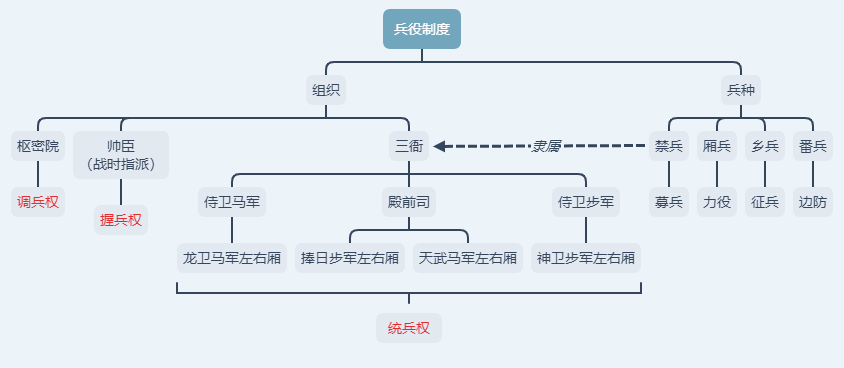 兵役制度
组织
兵种
枢密院
帅臣
（战时指派）
三衙
隶属
禁兵
厢兵
乡兵
番兵
调兵权
握兵权
侍卫马军
殿前司
侍卫步军
募兵
力役
征兵
边防
龙卫马军左右厢
捧日步军左右厢
天武马军左右厢
神卫步军左右厢
统兵权